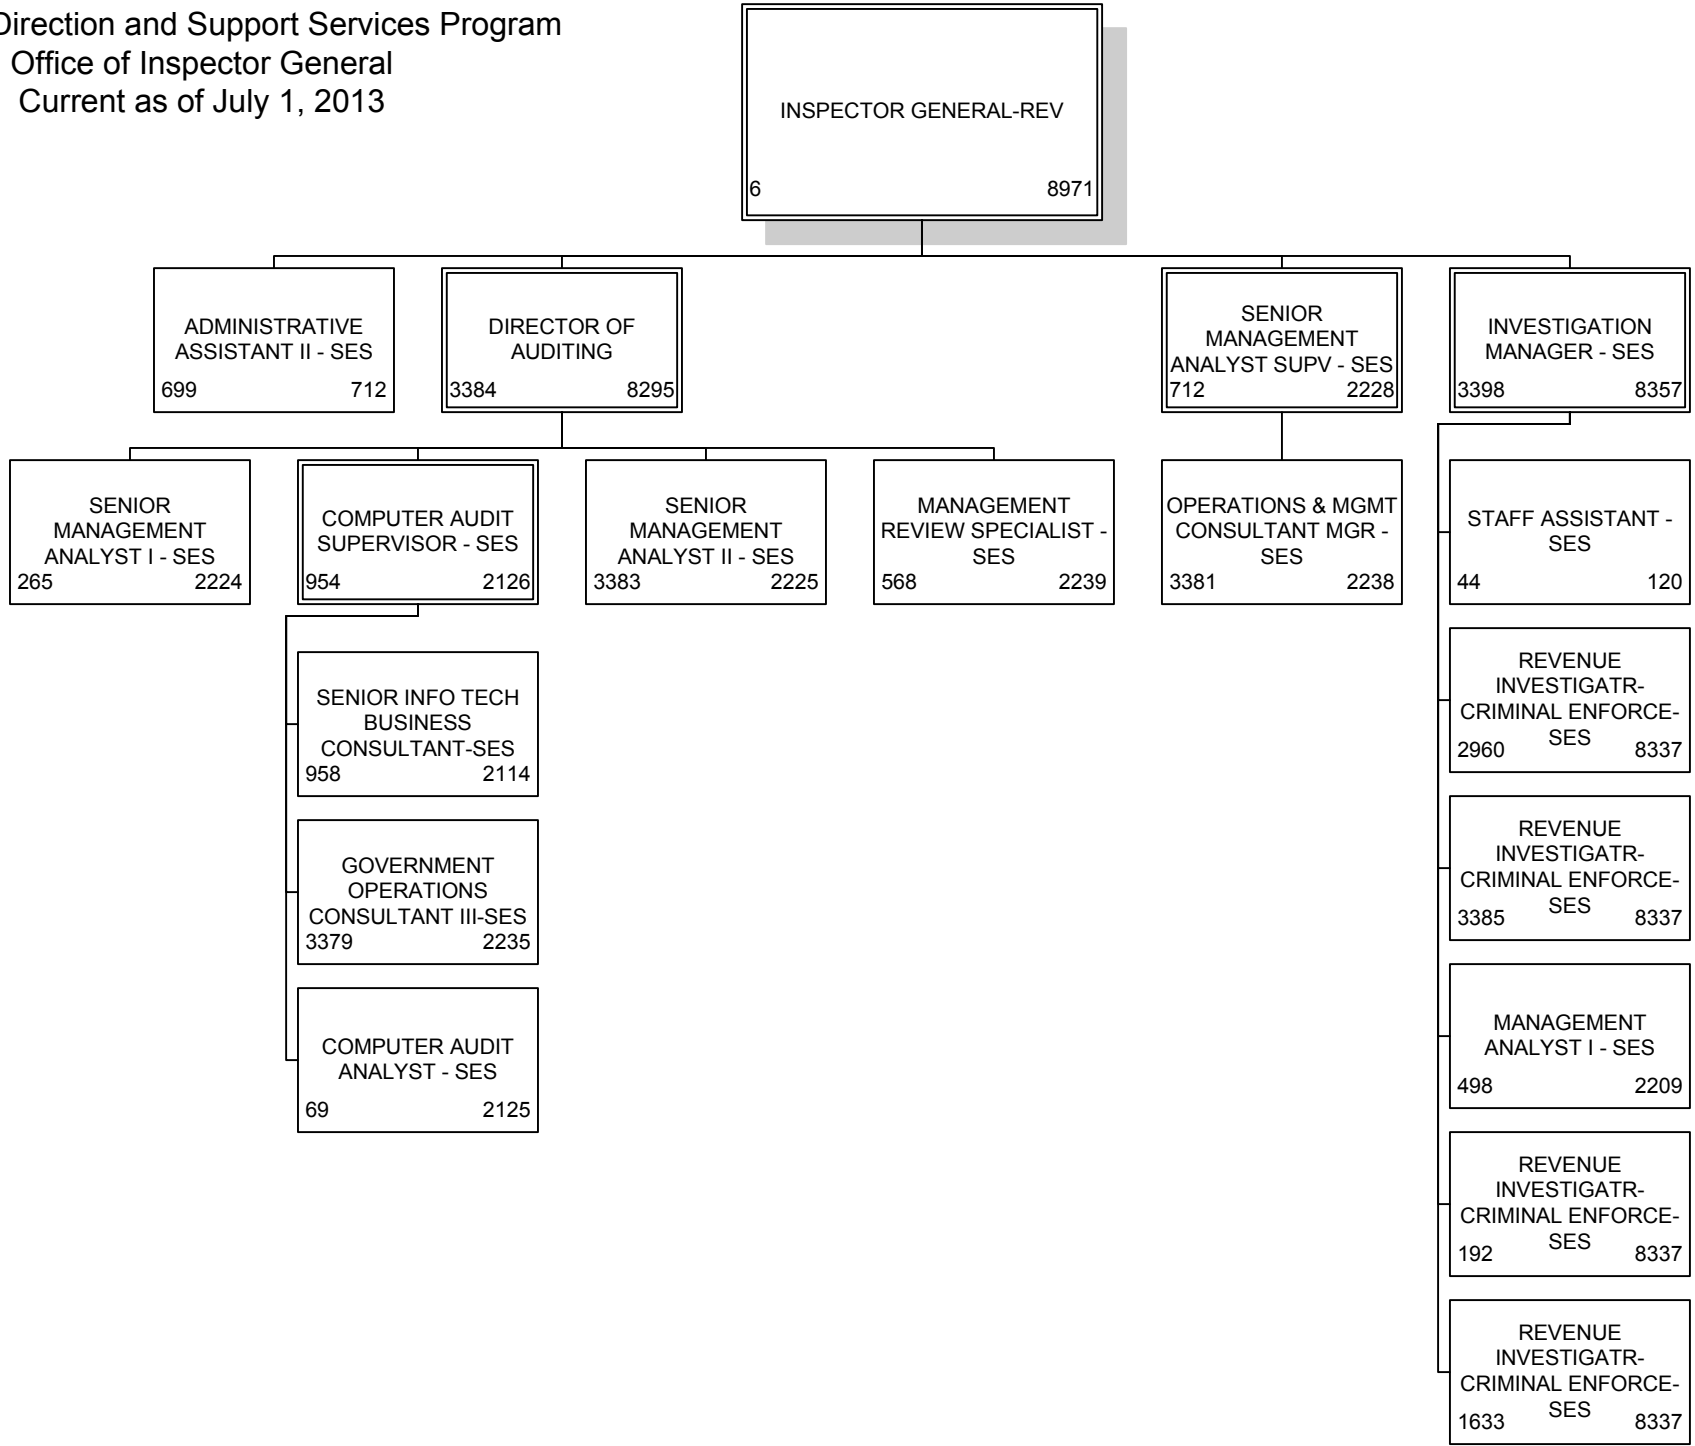 Direction and Support Services Program
Office of Inspector General
Current as of July 1, 2013
INSPECTOR GENERAL-REV
6 8971
ADMINISTRATIVE
ASSISTANT II - SES
699 712
DIRECTOR OF
AUDITING
3384 8295
SENIOR
MANAGEMENT
ANALYST SUPV - SES
712 2228
INVESTIGATION
MANAGER - SES
3398 8357
SENIOR
MANAGEMENT
ANALYST I - SES
265 2224
COMPUTER AUDIT
SUPERVISOR - SES
954 2126
SENIOR
MANAGEMENT
ANALYST II - SES
3383 2225
MANAGEMENT
REVIEW SPECIALIST -
SES
568 2239
OPERATIONS & MGMT
CONSULTANT MGR -
SES
3381 2238
STAFF ASSISTANT -
SES
44 120
SENIOR INFO TECH
BUSINESS
CONSULTANT-SES
958 2114
GOVERNMENT
OPERATIONS
CONSULTANT III-SES
3379 2235
COMPUTER AUDIT
ANALYST - SES
69 2125
REVENUE
INVESTIGATR-
CRIMINAL ENFORCE-
SES
2960 8337
REVENUE
INVESTIGATR-
CRIMINAL ENFORCE-
SES
3385 8337
MANAGEMENT
ANALYST I - SES
498 2209
REVENUE
INVESTIGATR-
CRIMINAL ENFORCE-
SES
192 8337
REVENUE
INVESTIGATR-
CRIMINAL ENFORCE-
SES
1633 8337